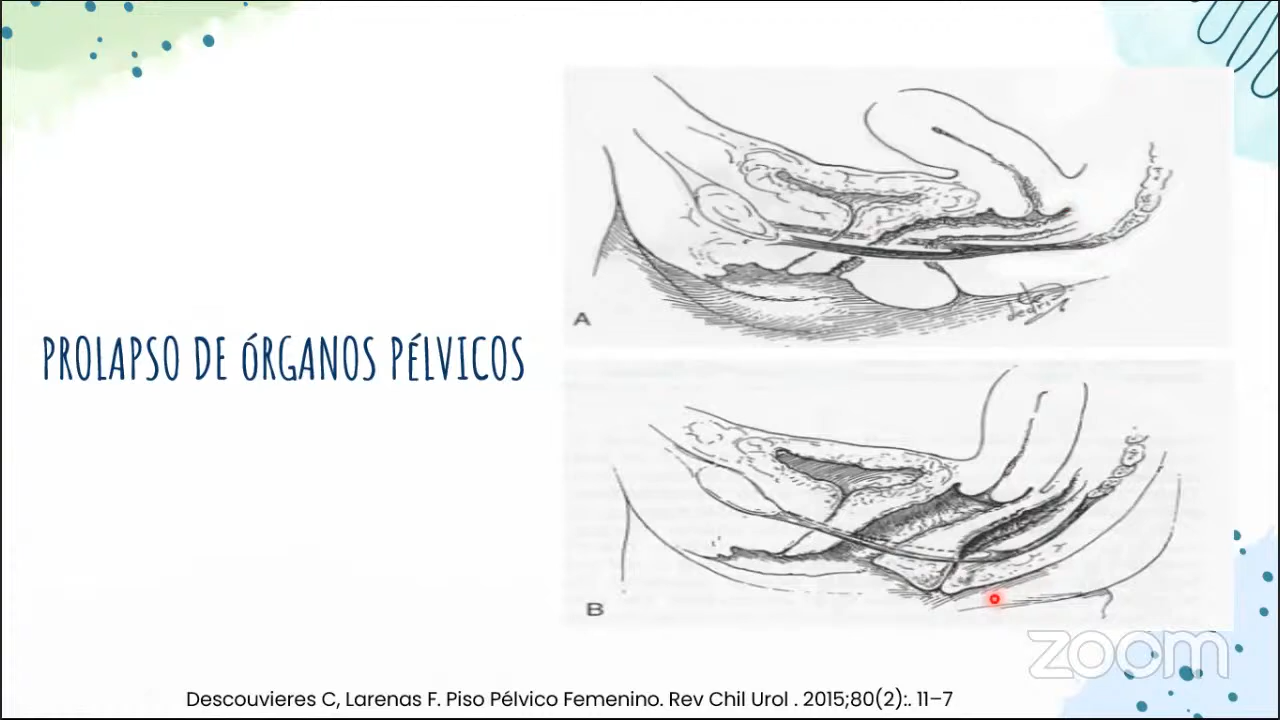 A
PROLAPSO DE ÓRGANOS PÉLVICOS
B
zoom
Descouvieres C, Larenas F. Piso Pélvico Femenino. Rev Chil Urol . 2015;80(2):. 11–7